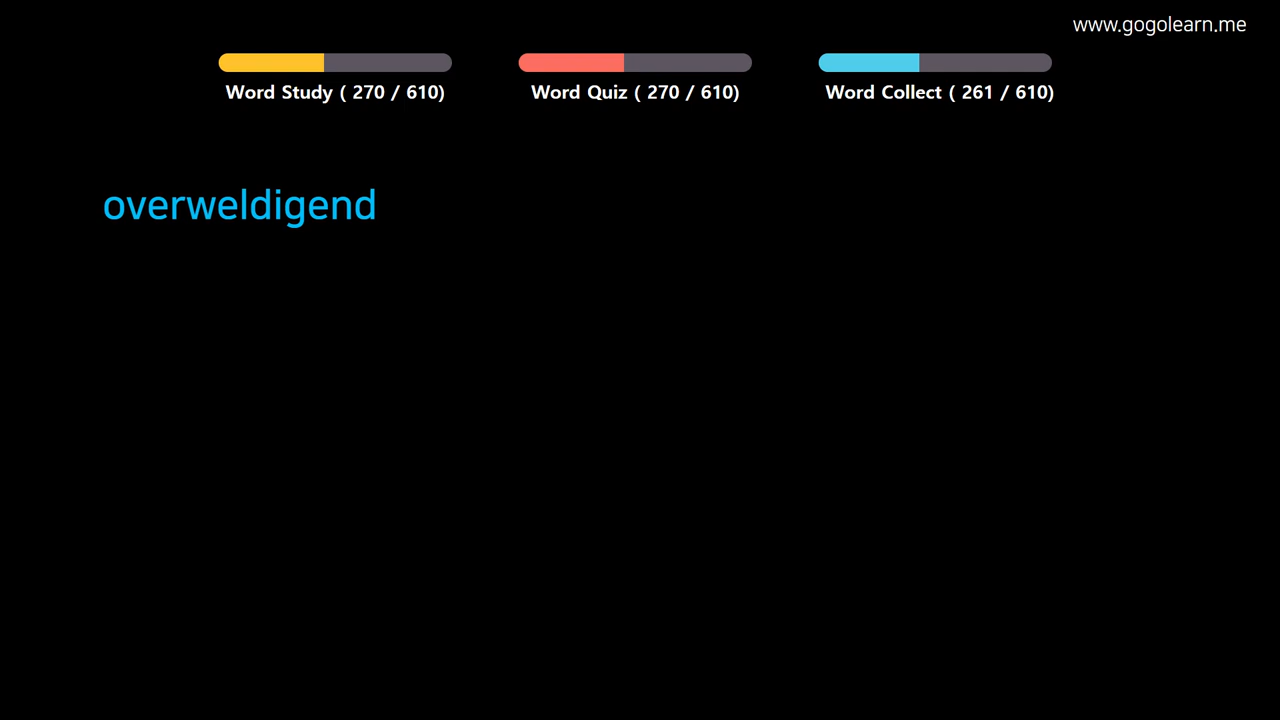 www.gogolearn.me
Word Study ( 270 / 610)
Word Quiz ( 270 / 610)
Word Collect ( 261 / 610)
overweldigend